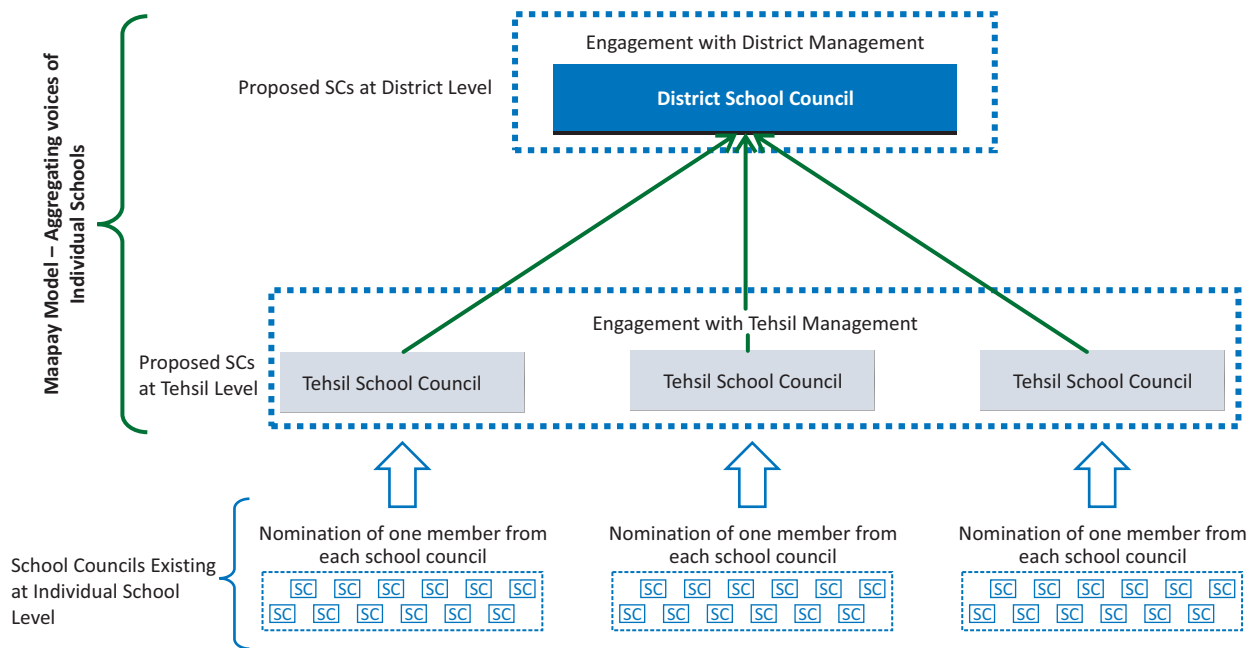 Maapay Model – Aggregating voices of
Individual Schools
Engagement with District Management
Proposed SCs at District Level
District School Council
Engagement with Tehsil Management
Proposed SCs
at Tehsil Level
Tehsil School Council
Tehsil School Council
Tehsil School Council
School Councils Existing
at Individual School
Level
Nomination of one member from
each school council
SC SC SC SC SC SC
SC SC SC SC SC SC
Nomination of one member from
each school council
SC SC SC SC SC SC
SC SC SC SC SC SC
Nomination of one member from
each school council
SC SC SC SC SC SC
SC SC SC SC SC SC